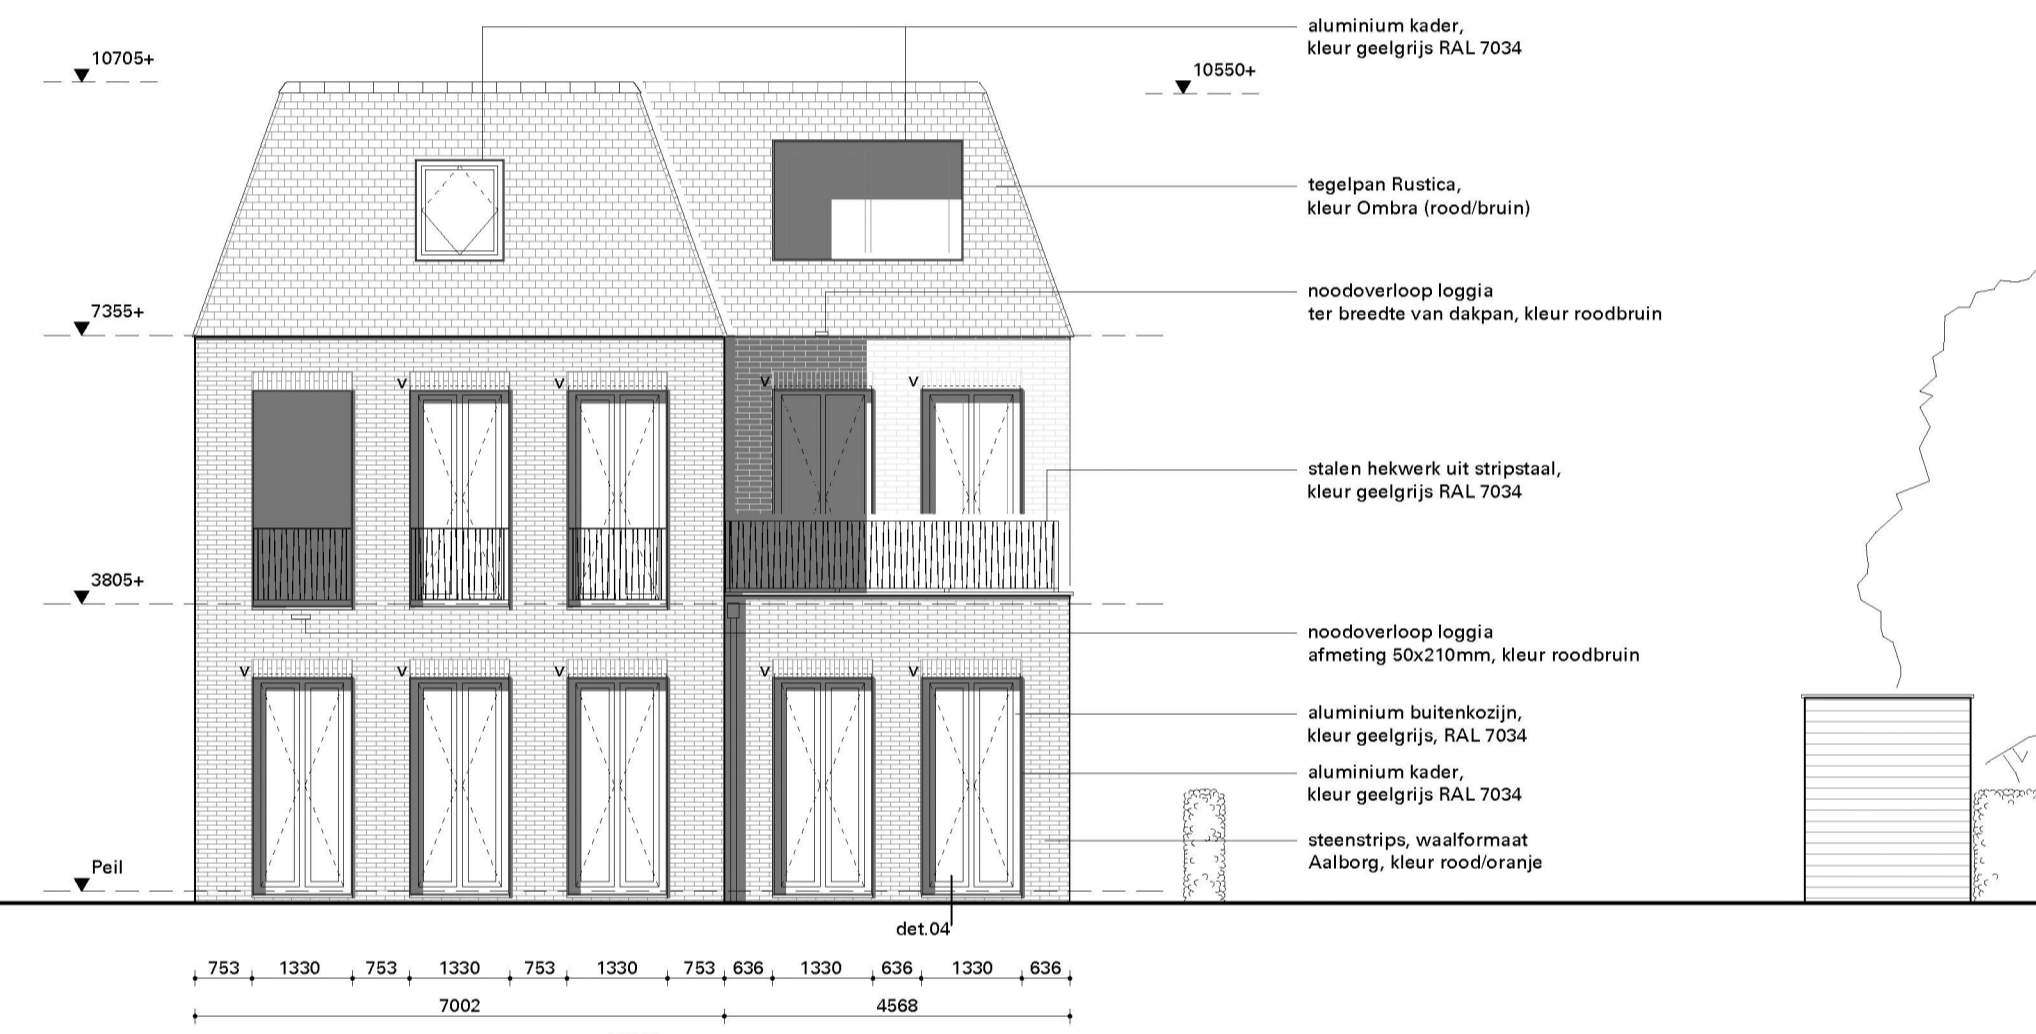 aluminium kader,
kleur geelgrijs RAL 7034
10705+
10550+
tegelpan Rustica,
kleur Ombra (rood/bruin)
noodoverloop loggia
ter breedte van dakpan, kleur roodbruin
7355+
V V V V
stalen hekwerk uit stripstaal,
kleur geelgrijs RAL 7034
3805+
noodoverloop loggia
afmeting 50x210mm, kleur roodbruin
V V V V V
aluminium buitenkozijn,
kleur geelgrijs, RAL 7034
aluminium kader,
kleur geelgrijs RAL 7034
steenstrips, waalformaat
Aalborg, kleur rood/oranje
Peil
det.04
753 1330 753 1330 753 1330 753 636 1330 636 1330 636
7002 4568